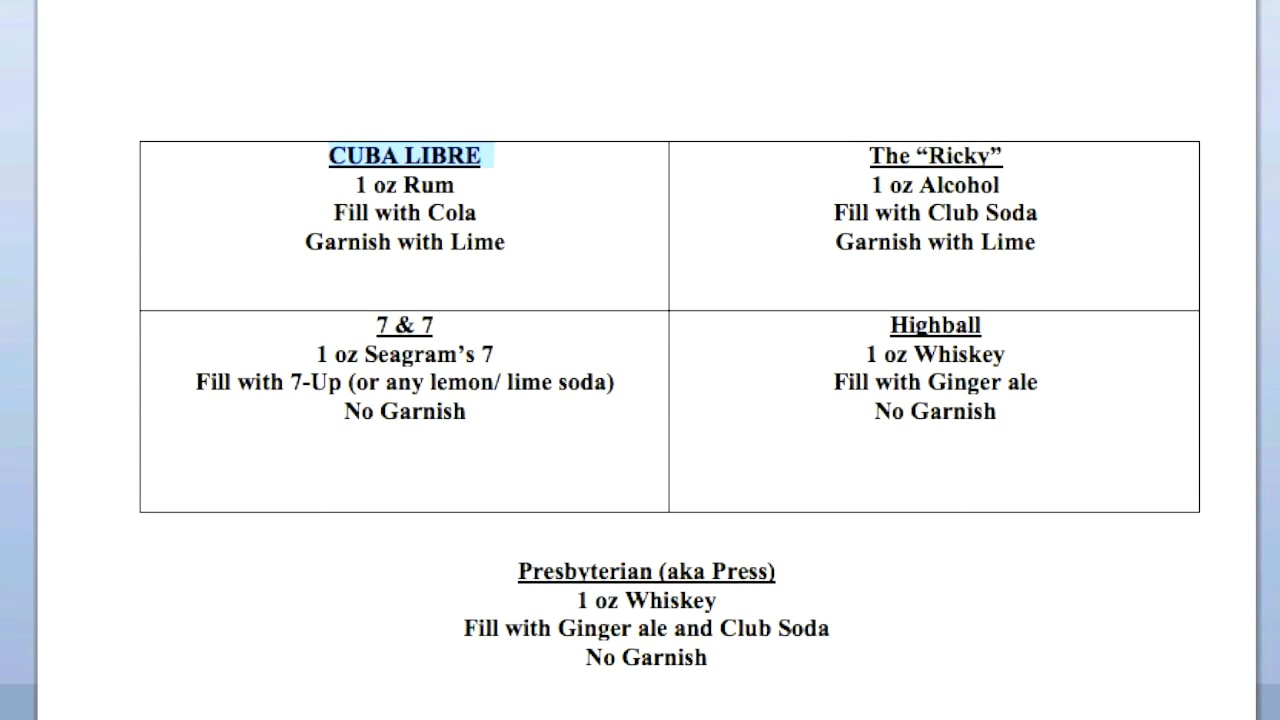 CUBA LIBRE
1 oz Rum
Fill with Cola
Garnish with Lime
The “Ricky”
1 oz Alcohol
Fill with Club Soda
Garnish with Lime
7 & 7
1 oz Seagram’s 7
Fill with 7-Up (or any lemon/ lime soda)
No Garnish
Highball
1 oz Whiskey
Fill with Ginger ale
No Garnish
Presbyterian (aka Press)
1 oz Whiskey
Fill with Ginger ale and Club Soda
No Garnish